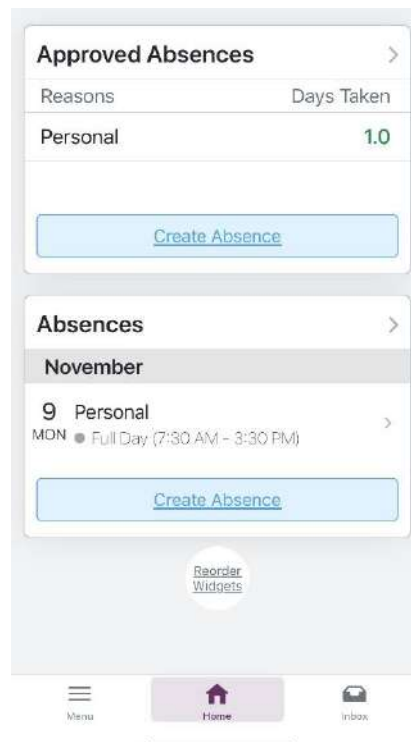 Approved Absences
Reasons Days Taken
Personal 1.0
Create Absence
Absences
November
9 Personal
MON Full Day (7:30 AM - 3:30 PM)
Create Absence
Reorder
Widgets
Menu Home Inbox